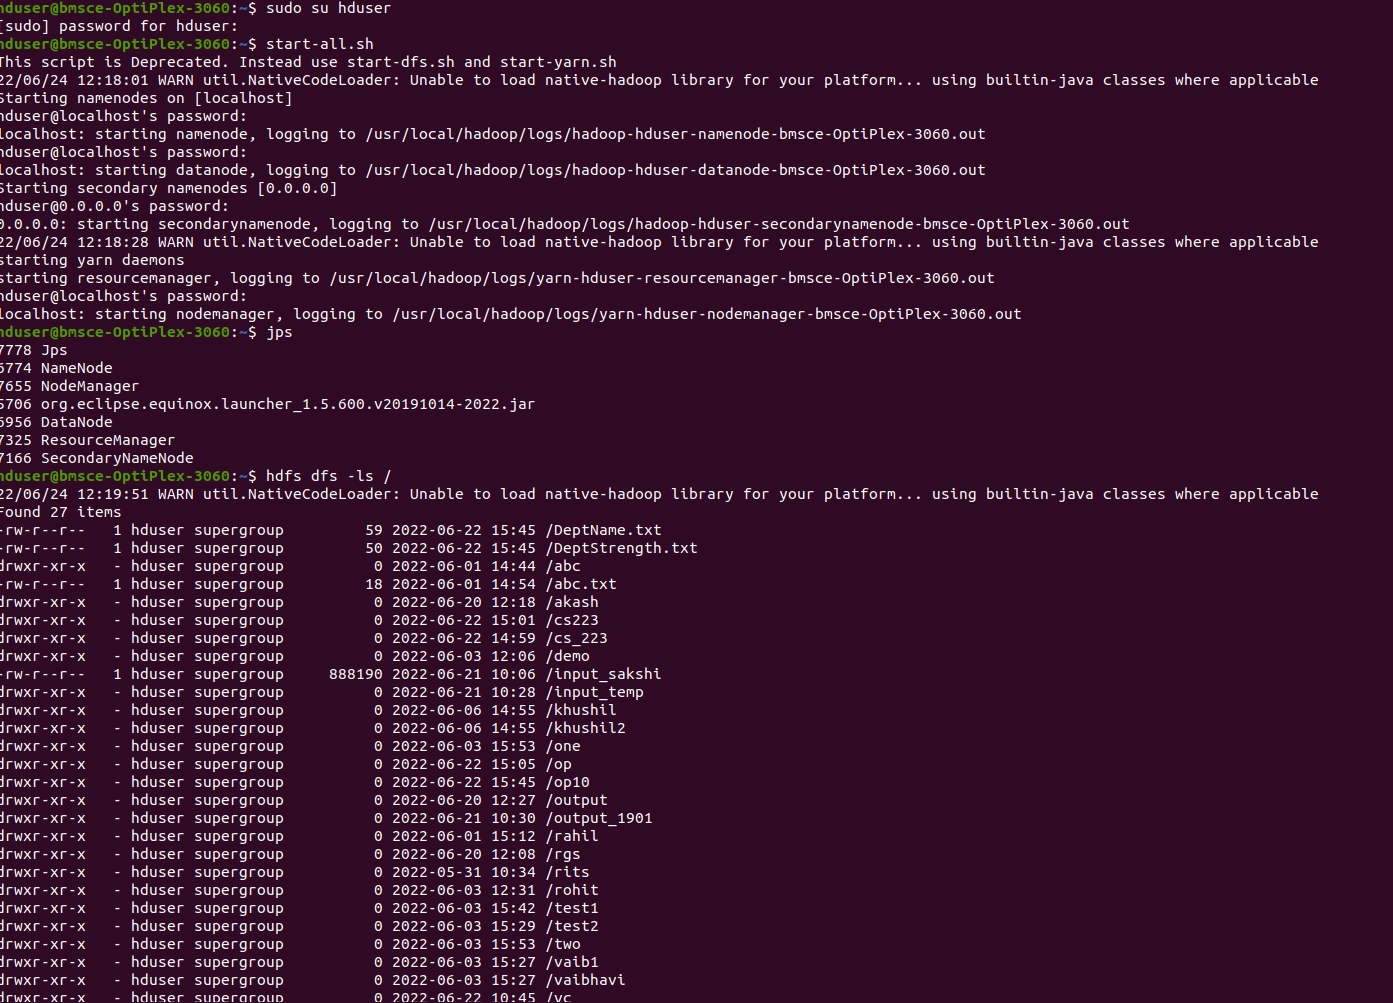 hduser@bmsce-OptiPlex-3060:~$ sudo su hduser
[sudo] password for hduser:
hduser@bmsce-OptiPlex-3060:~$ start-all.sh
This script is Deprecated. Instead use start-dfs.sh and start-yarn.sh
22/06/24 12:18:01 WARN util.NativeCodeLoader: Unable to load native-hadoop library for your platform... using builtin-java classes where applicable
Starting namenodes on [localhost]
hduser@localhost's password:
localhost: starting namenode, logging to /usr/local/hadoop/logs/hadoop-hduser-namenode-bmsce-OptiPlex-3060.out
hduser@localhost's password:
localhost: starting datanode, logging to /usr/local/hadoop/logs/hadoop-hduser-datanode-bmsce-OptiPlex-3060.out
Starting secondary namenodes [0.0.0.0]
hduser@0.0.0.0's password:
0.0.0.0: starting secondarynamenode, logging to /usr/local/hadoop/logs/hadoop-hduser-secondarynamenode-bmsce-OptiPlex-3060.out
22/06/24 12:18:28 WARN util.NativeCodeLoader: Unable to load native-hadoop library for your platform... using builtin-java classes where applicable
starting yarn daemons
starting resourcemanager, logging to /usr/local/hadoop/logs/yarn-hduser-resourcemanager-bmsce-OptiPlex-3060.out
hduser@localhost's password:
localhost: starting nodemanager, logging to /usr/local/hadoop/logs/yarn-hduser-nodemanager-bmsce-OptiPlex-3060.out
hduser@bmsce-OptiPlex-3060:~$ jps
7778 Jps
6774 NameNode
7655 NodeManager
5706 org.eclipse.equinox.launcher_1.5.600.v20191014-2022.jar
6956 DataNode
7325 ResourceManager
7166 SecondaryNameNode
hduser@bmsce-OptiPlex-3060:~$ hdfs dfs -ls /
22/06/24 12:19:51 WARN util.NativeCodeLoader: Unable to load native-hadoop library for your platform... using builtin-java classes where applicable
Found 27 items
-rw-r--r--   1 hduser supergroup         59 2022-06-22 15:45 /DeptName.txt
-rw-r--r--   1 hduser supergroup         50 2022-06-22 15:45 /DeptStrength.txt
drwxr-xr-x   - hduser supergroup          0 2022-06-01 14:44 /abc
-rw-r--r--   1 hduser supergroup         18 2022-06-01 14:54 /abc.txt
drwxr-xr-x   - hduser supergroup          0 2022-06-20 12:18 /akash
drwxr-xr-x   - hduser supergroup          0 2022-06-22 15:01 /cs223
drwxr-xr-x   - hduser supergroup          0 2022-06-22 14:59 /cs_223
drwxr-xr-x   - hduser supergroup          0 2022-06-03 12:06 /demo
-rw-r--r--   1 hduser supergroup     888190 2022-06-21 10:06 /input_sakshi
drwxr-xr-x   - hduser supergroup          0 2022-06-21 10:28 /input_temp
drwxr-xr-x   - hduser supergroup          0 2022-06-06 14:55 /khushil
drwxr-xr-x   - hduser supergroup          0 2022-06-06 14:55 /khushil2
drwxr-xr-x   - hduser supergroup          0 2022-06-03 15:53 /one
drwxr-xr-x   - hduser supergroup          0 2022-06-22 15:05 /op
drwxr-xr-x   - hduser supergroup          0 2022-06-22 15:45 /op10
drwxr-xr-x   - hduser supergroup          0 2022-06-20 12:27 /output
drwxr-xr-x   - hduser supergroup          0 2022-06-21 10:30 /output_1901
drwxr-xr-x   - hduser supergroup          0 2022-06-01 15:12 /rahil
drwxr-xr-x   - hduser supergroup          0 2022-06-20 12:08 /rgs
drwxr-xr-x   - hduser supergroup          0 2022-05-31 10:34 /rits
drwxr-xr-x   - hduser supergroup          0 2022-06-03 12:31 /rohit
drwxr-xr-x   - hduser supergroup          0 2022-06-03 15:42 /test1
drwxr-xr-x   - hduser supergroup          0 2022-06-03 15:29 /test2
drwxr-xr-x   - hduser supergroup          0 2022-06-03 15:53 /two
drwxr-xr-x   - hduser supergroup          0 2022-06-03 15:27 /vaib1
drwxr-xr-x   - hduser supergroup          0 2022-06-03 15:27 /vaibhavi
drwxr-xr-x   - hduser supergroup          0 2022-06-22 10:45 /vc